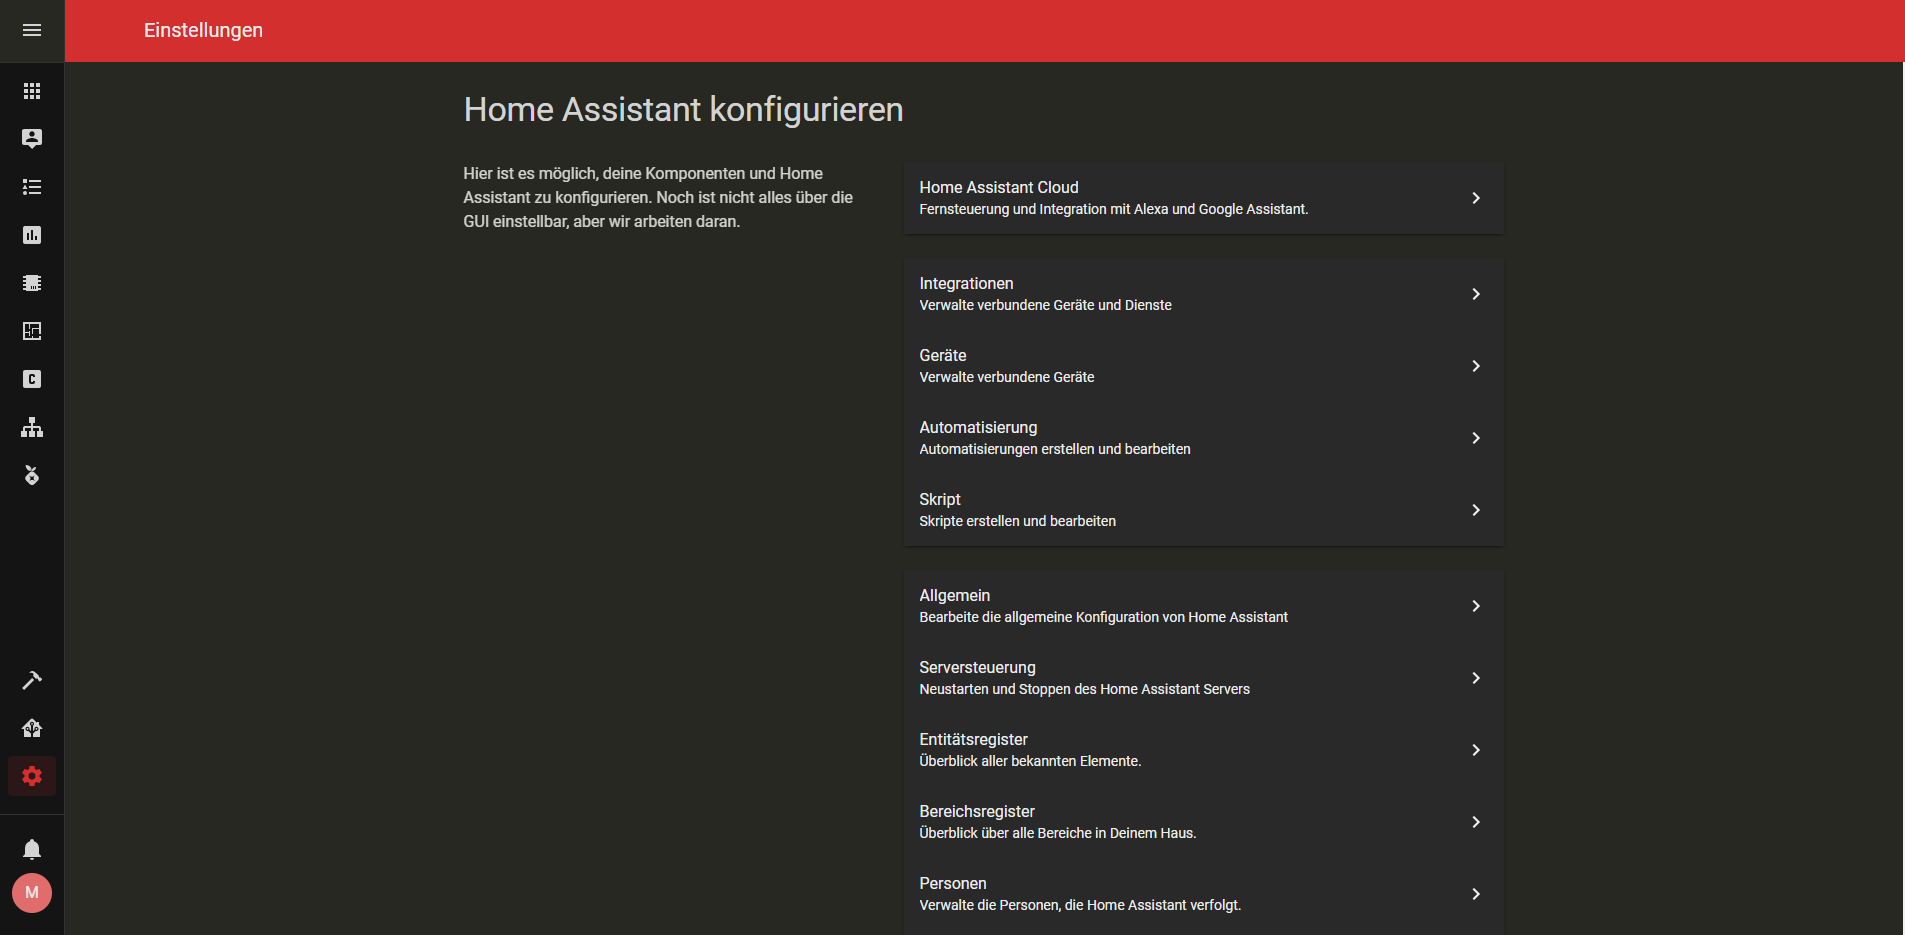 Einstellungen
Home Assistant konfigurieren
Hier ist es möglich, deine Komponenten und Home
Assistant zu konfigurieren. Noch ist nicht alles über die
GUI einstellbar, aber wir arbeiten daran.
Home Assistant Cloud
Fernsteuerung und Integration mit Alexa und Google Assistant.
Integrationen
Verwalte verbundene Geräte und Dienste
Geräte
Verwalte verbundene Geräte
Automatisierung
Automatisierungen erstellen und bearbeiten
Skript
Skripte erstellen und bearbeiten
Allgemein
Bearbeite die allgemeine Konfiguration von Home Assistant
Serversteuerung
Neustarten und Stoppen des Home Assistant Servers
Entitätsregister
Überblick aller bekannten Elemente.
Bereichsregister
Überblick über alle Bereiche in Deinem Haus.
Personen
Verwalte die Personen, die Home Assistant verfolgt.
C
M